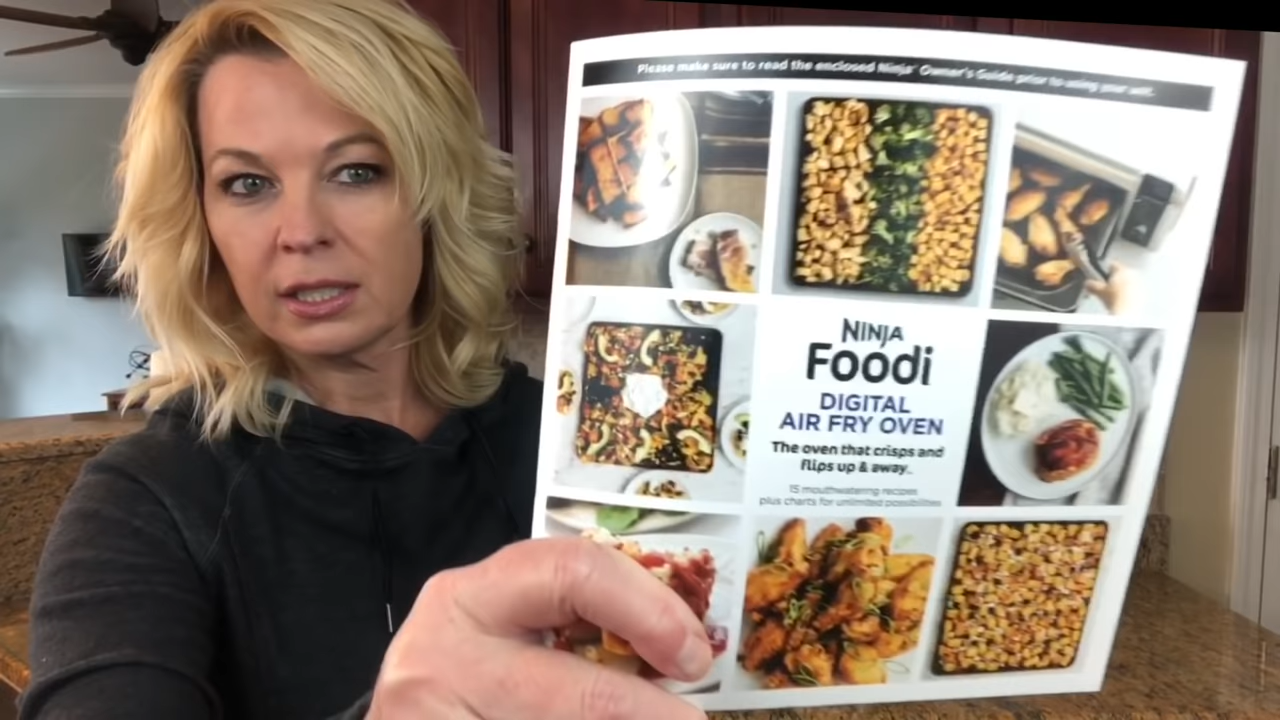 Please make sure to read the enclosed Ninja® Owner's Guide prior to using your unit.
NINJA
Foodi
DIGITAL
AIR FRY OVEN
The oven that crisps and
flips up & away.
15 mouthwatering recipes
plus charts for unlimited possibilities